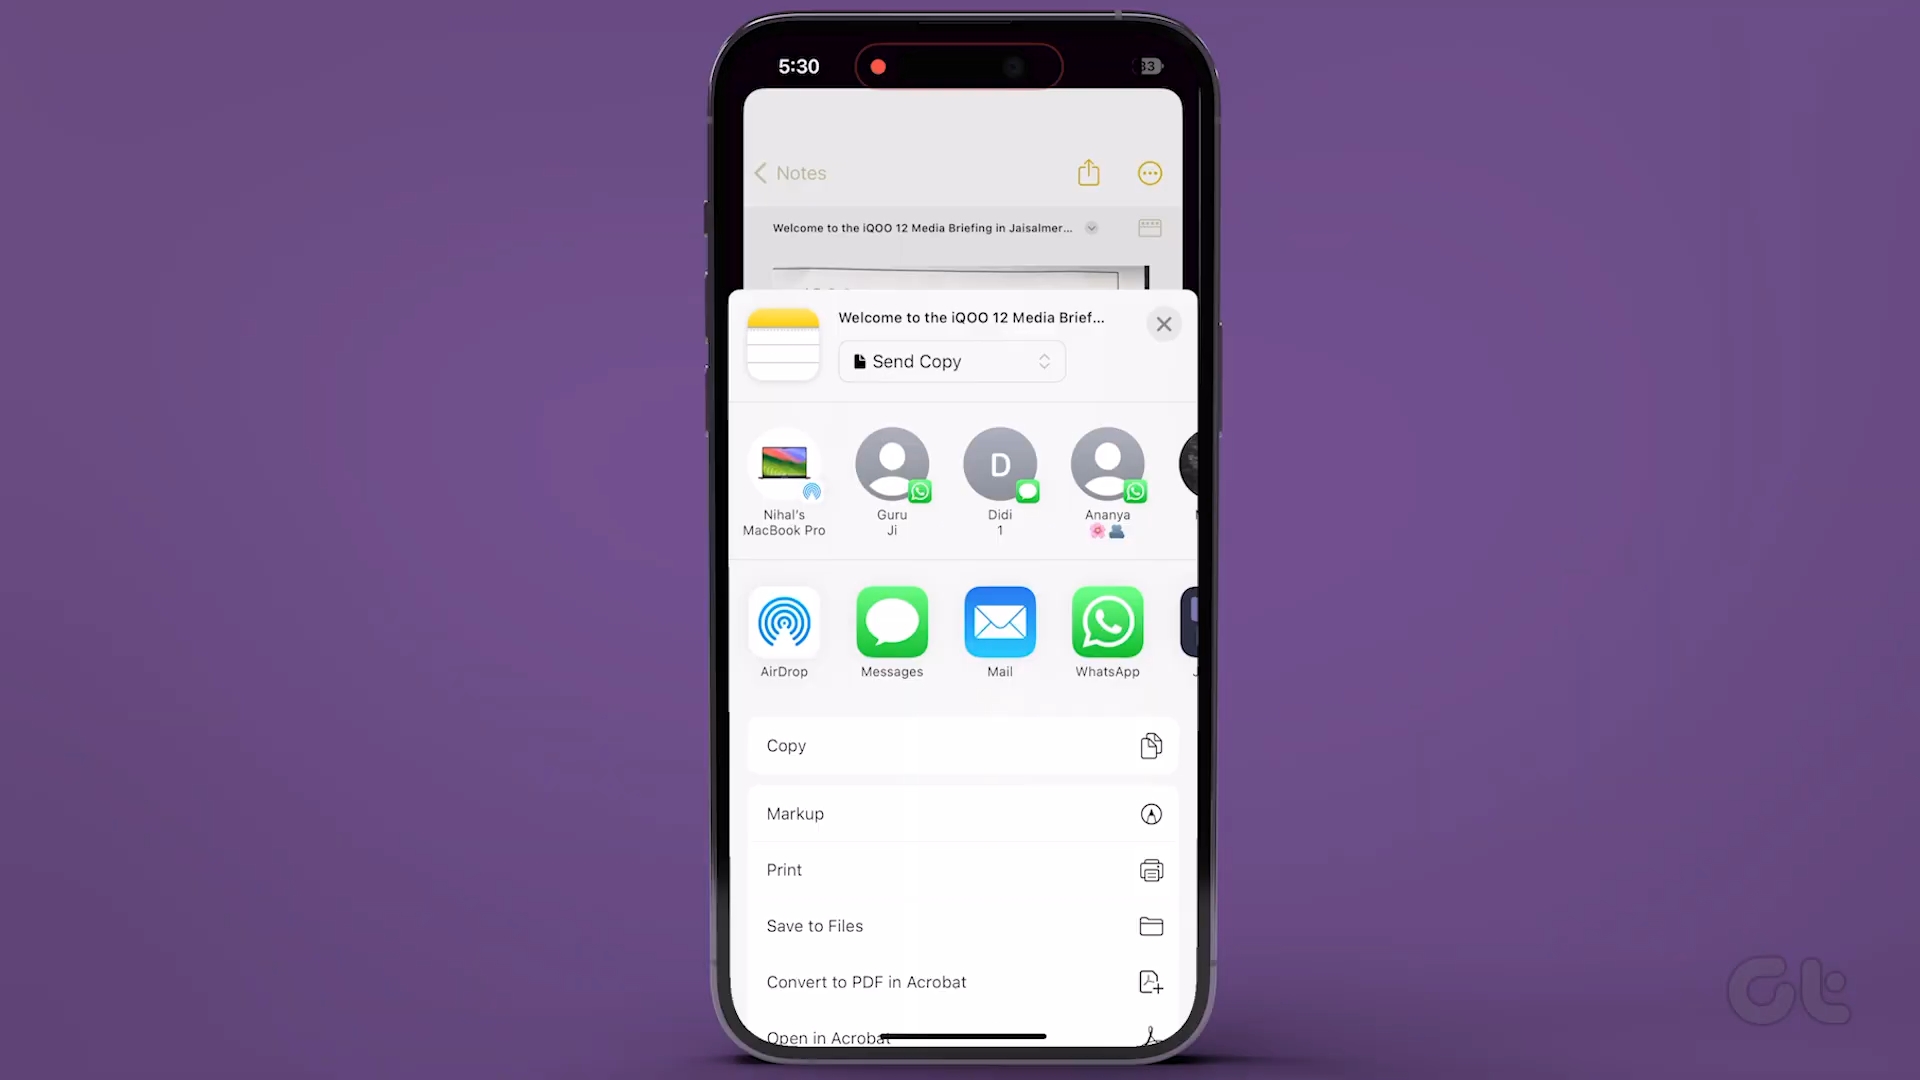 5:30
33
Notes
Welcome to the iQOO 12 Media Briefing in Jaisalmer...
Welcome to the iQOO 12 Media Brief...
Send Copy
D
Nihal's
MacBook Pro
Guru
Ji
Didi
1
Ananya
🌸
AirDrop
Messages
Mail
WhatsApp
Copy
Markup
Print
Save to Files
Convert to PDF in Acrobat
Open in Acrobat
Gt